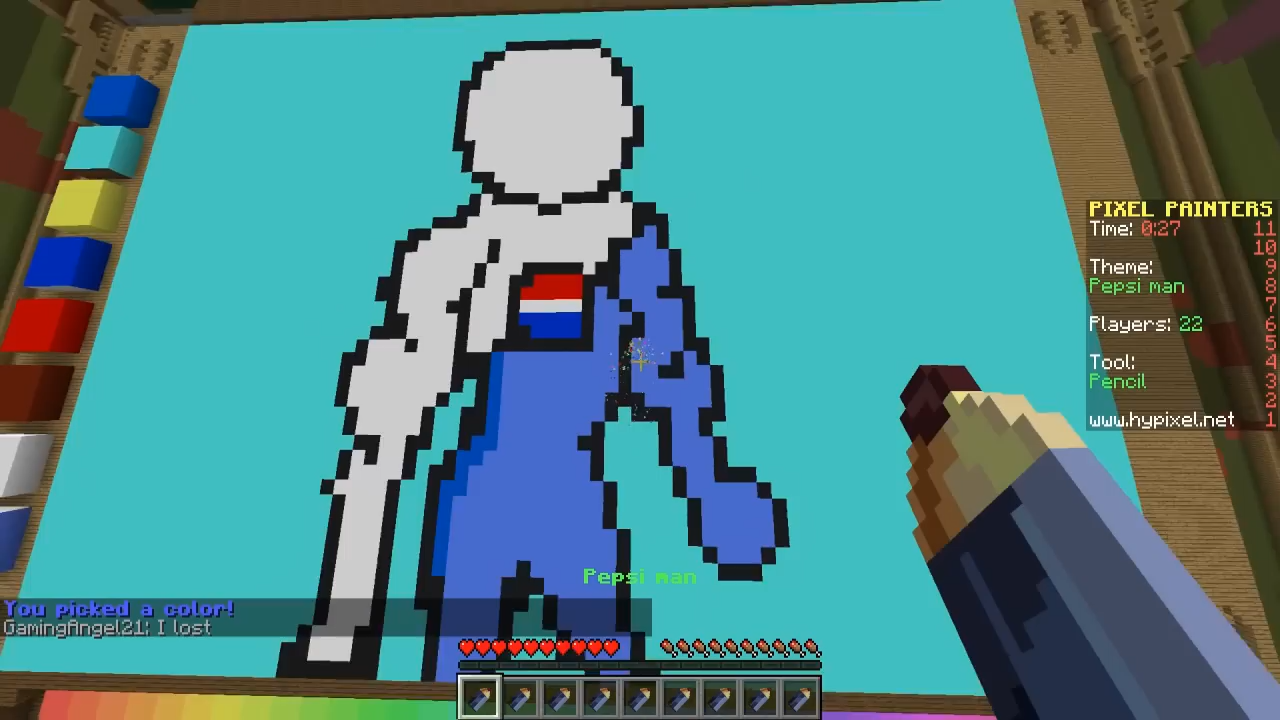 PIXEL PAINTERS
Time: 0:27 11
10
Theme: 9
Pepsi man 8
7
Players: 22 6
5
Tool: 4
Pencil 3
2
www.hypixel.net 1
Pepsi man
You picked a color!
GamingAngel21: I lost